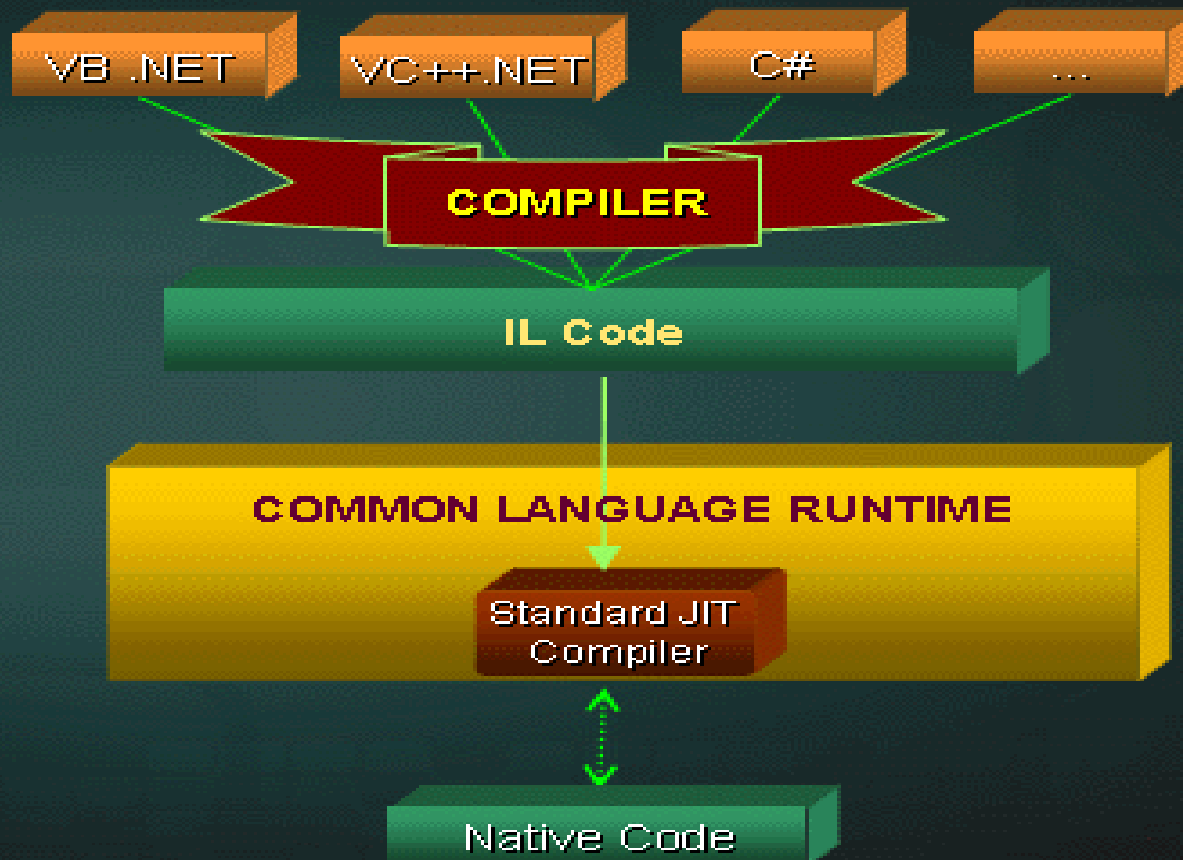 VB .NET
VC++.NET
C#
...
COMPILER
IL Code
COMMON LANGUAGE RUNTIME
Standard JIT
Compiler
Native Code